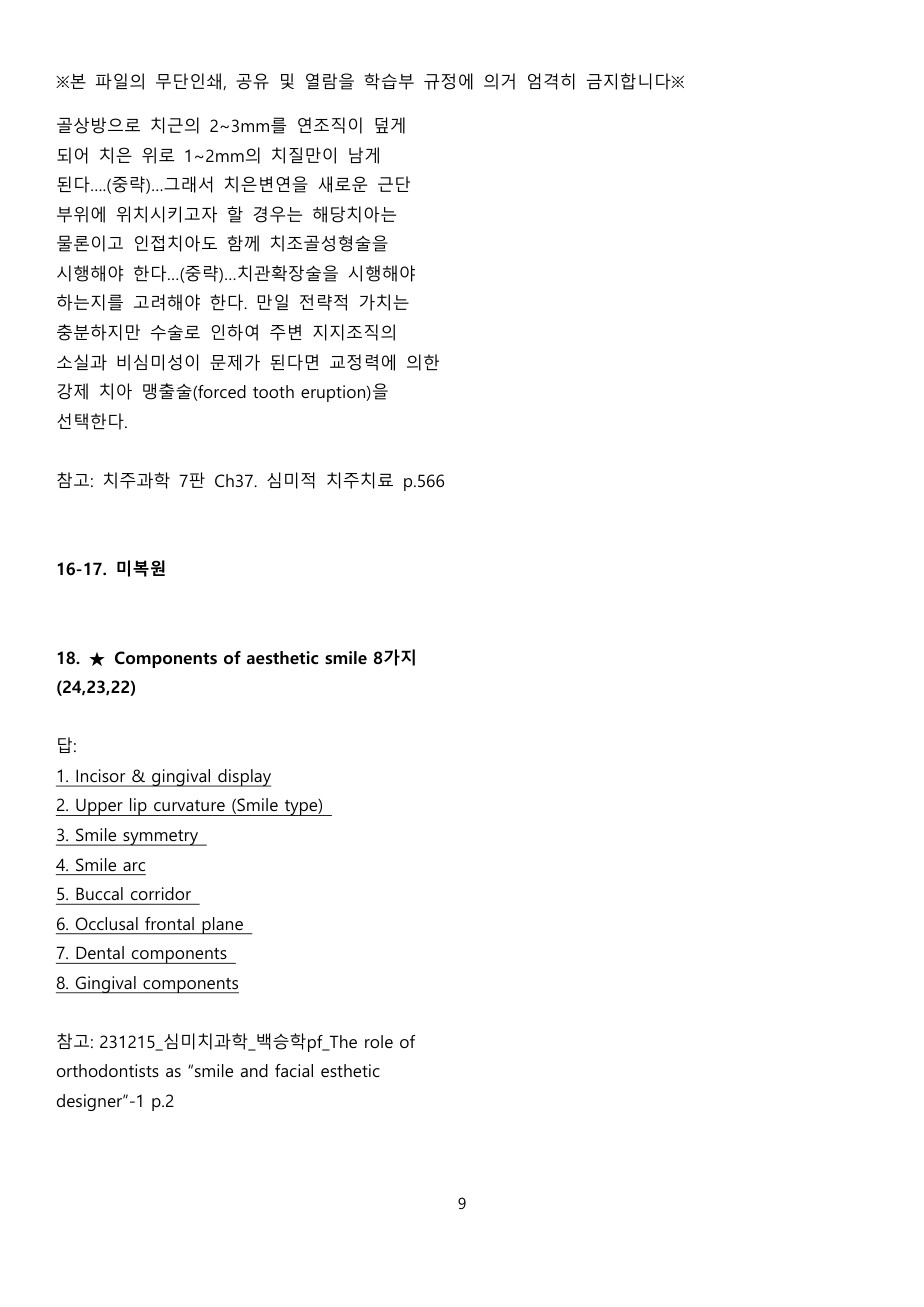 ※본 파일의 무단인쇄, 공유 및 열람을 학습부 규정에 의거 엄격히 금지합니다※
골상방으로 치근의 2~3mm를 연조직이 덮게
되어 치은 위로 1~2mm의 치질만이 남게
된다....(중략)...그래서 치은변연을 새로운 근단
부위에 위치시키고자 할 경우는 해당치아는
물론이고 인접치아도 함께 치조골성형술을
시행해야 한다...(중략)...치관확장술을 시행해야
하는지를 고려해야 한다. 만일 전략적 가치는
충분하지만 수술로 인하여 주변 지지조직의
소실과 비심미성이 문제가 된다면 교정력에 의한
강제 치아 맹출술(forced tooth eruption)을
선택한다.
참고: 치주과학 7판 Ch37. 심미적 치주치료 p.566
16-17. 미복원
18. ★ Components of aesthetic smile 8가지
(24,23,22)
답:
1. Incisor & gingival display
2. Upper lip curvature (Smile type)
3. Smile symmetry
4. Smile arc
5. Buccal corridor
6. Occlusal frontal plane
7. Dental components
8. Gingival components
참고: 231215_심미치과학_백승학pf_The role of
orthodontists as “smile and facial esthetic
designer”-1 p.2
9